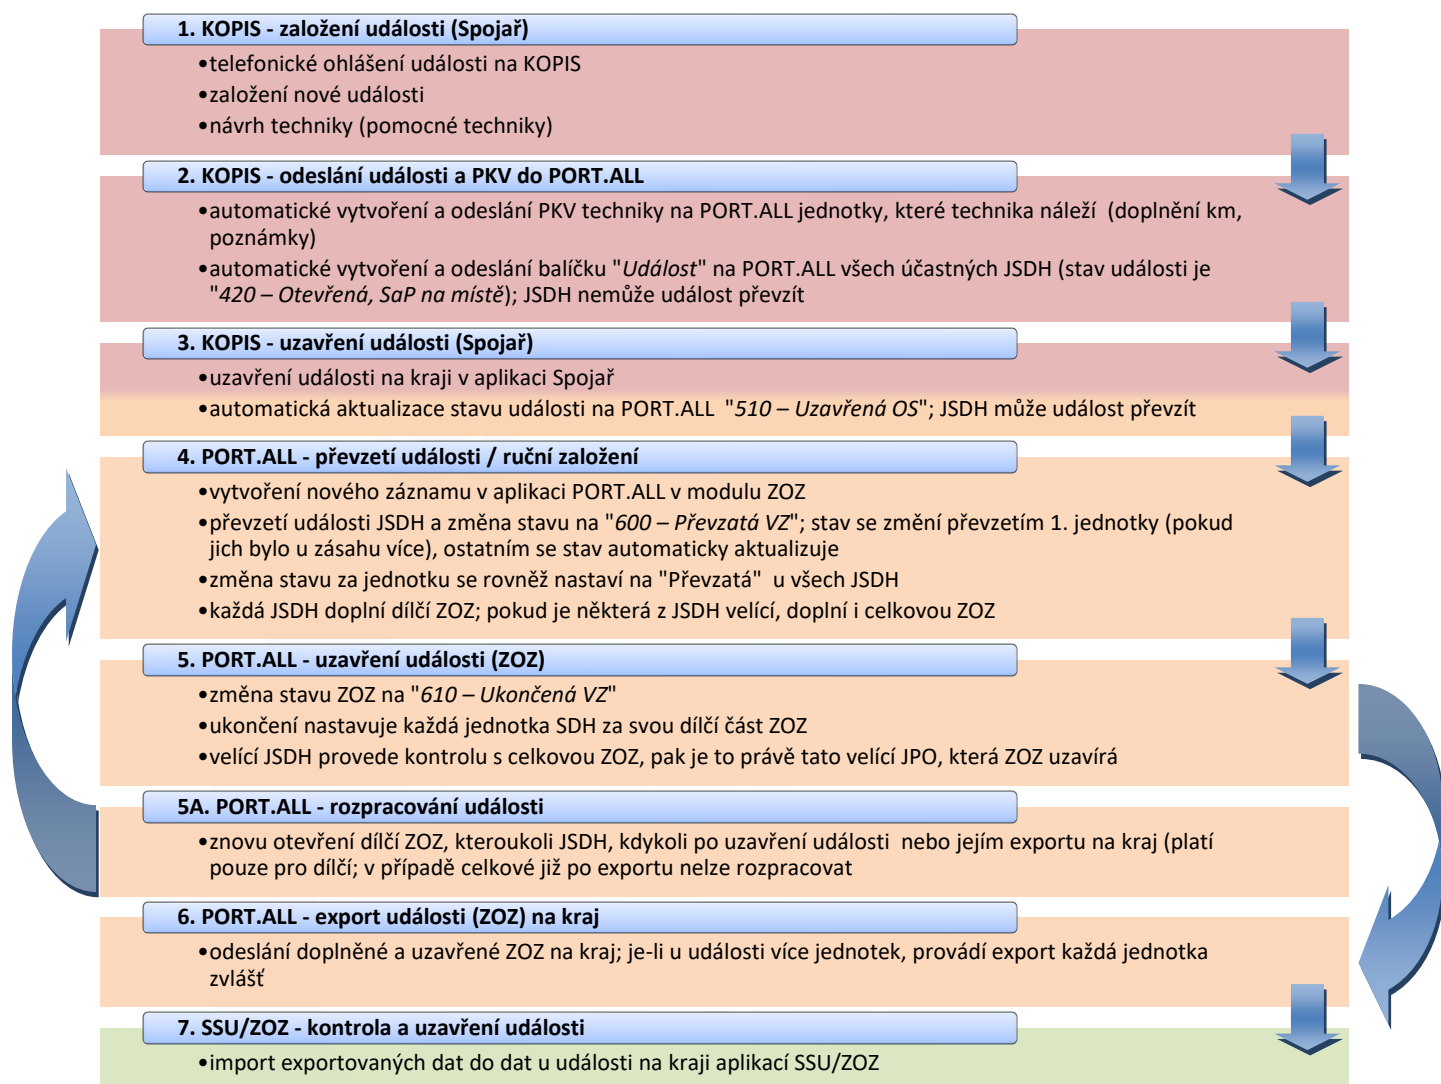 1. KOPIS - založení události (Spojař)
•telefonické ohlášení události na KOPIS
•založení nové události
•návrh techniky (pomocné techniky)
2. KOPIS - odeslání události a PKV do PORT.ALL
•automatické vytvoření a odeslání PKV techniky na PORT.ALL jednotky, které technika náleží (doplnění km,
poznámky)
•automatické vytvoření a odeslání balíčku "Událost" na PORT.ALL všech účastných JSDH (stav události je
"420 – Otevřená, SaP na místě); JSDH nemůže událost převzít
3. KOPIS - uzavření události (Spojař)
•uzavření události na kraji v aplikaci Spojař
•automatická aktualizace stavu události na PORT.ALL "510 – Uzavřená OS"; JSDH může událost převzít
4. PORT.ALL - převzetí události / ruční založení
•vytvoření nového záznamu v aplikaci PORT.ALL v modulu ZOZ
•převzetí události JSDH a změna stavu na "600 – Převzatá VZ"; stav se změní převzetím 1. jednotky (pokud
jich bylo u zásahu více), ostatním se stav automaticky aktualizuje
•změna stavu za jednotku se rovněž nastaví na "Převzatá" u všech JSDH
•každá JSDH doplní dílčí ZOZ; pokud je některá z JSDH velící, doplní i celkovou ZOZ
5. PORT.ALL - uzavření události (ZOZ)
•změna stavu ZOZ na "610 – Ukončená VZ"
•ukončení nastavuje každá jednotka SDH za svou dílčí část ZOZ
•velící JSDH provede kontrolu s celkovou ZOZ, pak je to právě tato velící JPO, která ZOZ uzavírá
5A. PORT.ALL - rozpracování události
•znovu otevření dílčí ZOZ, kteroukoli JSDH, kdykoli po uzavření události nebo jejím exportu na kraj (platí
pouze pro dílčí; v případě celkové již po exportu nelze rozpracovat
6. PORT.ALL - export události (ZOZ) na kraj
•odeslání doplněné a uzavřené ZOZ na kraj; je-li u události více jednotek, provádí export každá jednotka
zvlášť
7. SSU/ZOZ - kontrola a uzavření události
•import exportovaných dat do dat u události na kraji aplikací SSU/ZOZ